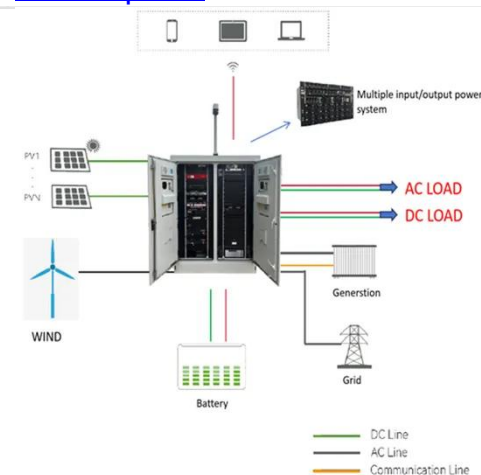 Multiple input/output power
system
PV1
PVN
AC LOAD
DC LOAD
WIND
Generstion
Grid
Battery
DC Line
AC Line
Communication Line